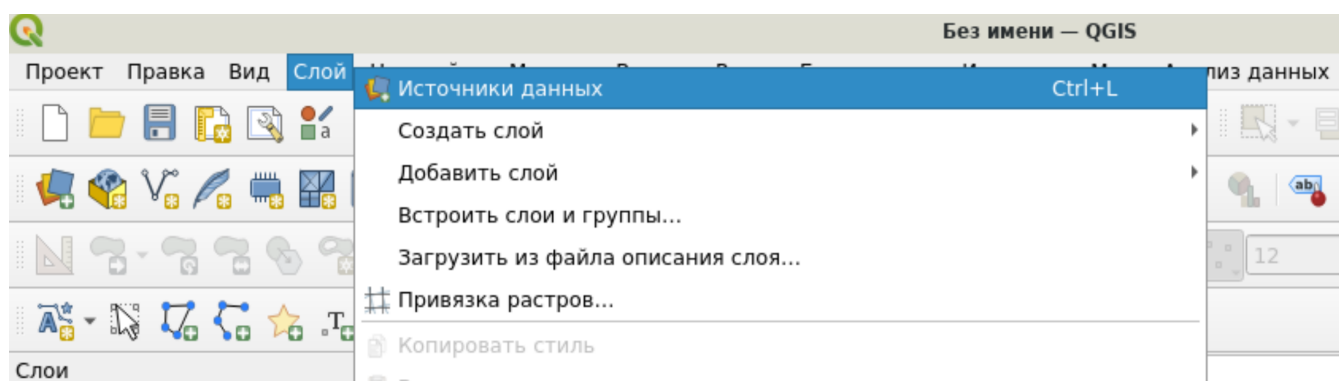 Без имени — QGIS
Проект Правка Вид Слой
лиз данных
Источники данных Ctrl+L
Создать слой
Добавить слой
Встроить слои и группы...
Загрузить из файла описания слоя...
12
Привязка растров...
Копировать стиль
Слои